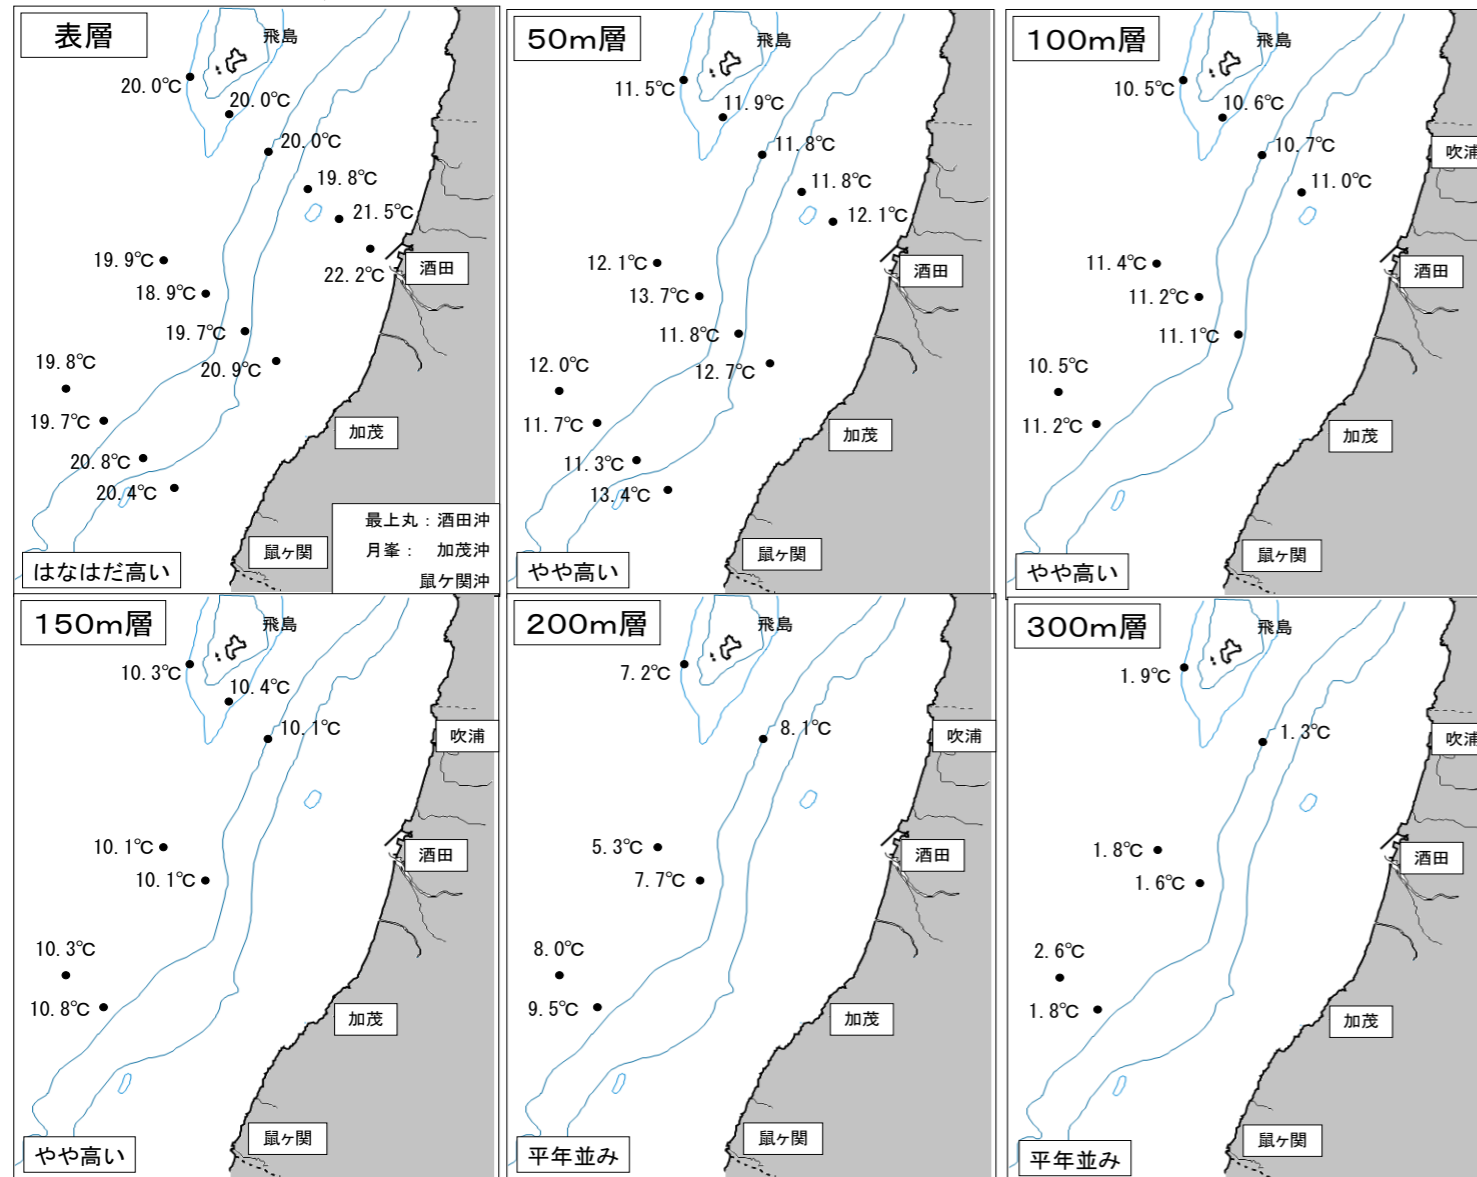 表層
飛島
20.0℃
20.0℃
20.0℃
19.8℃
21.5℃
22.2℃
酒田
19.9℃
18.9℃
19.7℃
20.9℃
19.8℃
19.7℃
20.8℃
20.4℃
加茂
最上丸：酒田沖
月峯： 加茂沖
鼠ヶ関沖
鼠ヶ関
はなはだ高い
50m層
飛島
11.5℃
11.9℃
11.8℃
11.8℃
12.1℃
酒田
12.1℃
13.7℃
11.8℃
12.7℃
12.0℃
11.7℃
11.3℃
13.4℃
加茂
鼠ヶ関
やや高い
100m層
飛島
10.5℃
10.6℃
10.7℃
吹浦
11.0℃
酒田
11.4℃
11.2℃
11.1℃
10.5℃
11.2℃
加茂
鼠ヶ関
やや高い
150m層
飛島
10.3℃
10.4℃
10.1℃
吹浦
10.1℃
酒田
10.1℃
10.3℃
10.8℃
加茂
鼠ヶ関
やや高い
200m層
飛島
7.2℃
8.1℃
吹浦
5.3℃
酒田
7.7℃
8.0℃
9.5℃
加茂
鼠ヶ関
平年並み
300m層
飛島
1.9℃
1.3℃
吹浦
1.8℃
酒田
1.6℃
2.6℃
1.8℃
加茂
鼠ヶ関
平年並み